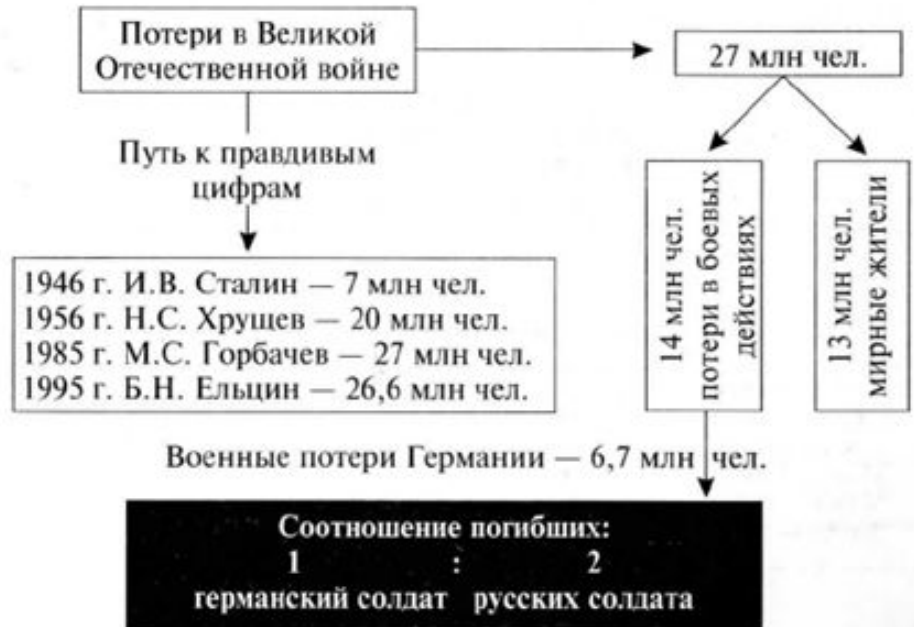 Потери в Великой
Отечественной войне
27 млн чел.
Путь к правдивым
цифрам
1946 г. И.В. Сталин — 7 млн чел.
1956 г. Н.С. Хрущев — 20 млн чел.
1985 г. М.С. Горбачев — 27 млн чел.
1995 г. Б.Н. Ельцин — 26,6 млн чел.
14 млн чел.
потери в боевых
действиях
13 млн чел.
мирные жители
Военные потери Германии — 6,7 млн чел.
Соотношение погибших:
1 : 2
германский солдат русских солдата